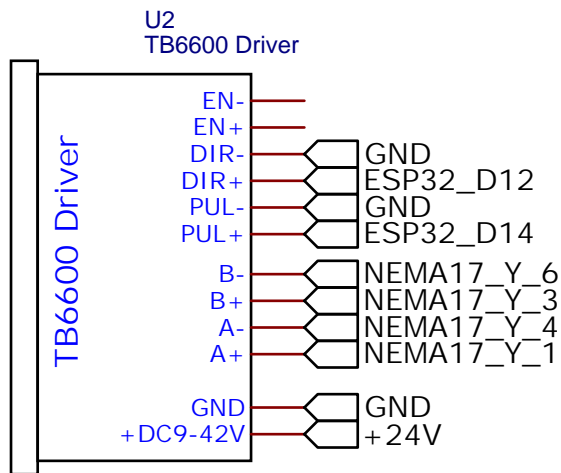 U2
TB6600 Driver
TB6600 Driver
EN-
EN+
DIR- GND
DIR+ ESP32_D12
PUL- GND
PUL+ ESP32_D14
B- NEMA17_Y_6
B+ NEMA17_Y_3
A- NEMA17_Y_4
A+ NEMA17_Y_1
GND GND
+DC9-42V +24V